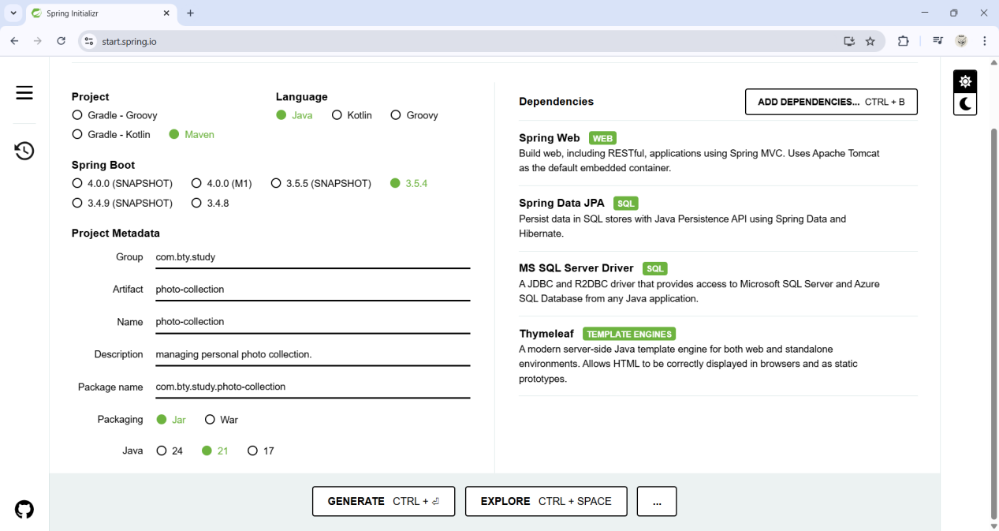 Spring Initializr
start.spring.io
Project
Gradle - Groovy
Gradle - Kotlin Maven
Language
Java Kotlin Groovy
Spring Boot
4.0.0 (SNAPSHOT) 4.0.0 (M1) 3.5.5 (SNAPSHOT) 3.5.4
3.4.9 (SNAPSHOT) 3.4.8
Project Metadata
Group com.bty.study
Artifact photo-collection
Name photo-collection
Description managing personal photo collection.
Package name com.bty.study.photo-collection
Packaging Jar War
Java 24 21 17
Dependencies ADD DEPENDENCIES... CTRL + B
Spring Web WEB
Build web, including RESTful, applications using Spring MVC. Uses Apache Tomcat
as the default embedded container.
Spring Data JPA SQL
Persist data in SQL stores with Java Persistence API using Spring Data and
Hibernate.
MS SQL Server Driver SQL
A JDBC and R2DBC driver that provides access to Microsoft SQL Server and Azure
SQL Database from any Java application.
Thymeleaf TEMPLATE ENGINES
A modern server-side Java template engine for both web and standalone
environments. Allows HTML to be correctly displayed in browsers and as static
prototypes.
GENERATE CTRL + ⏎ EXPLORE CTRL + SPACE ...